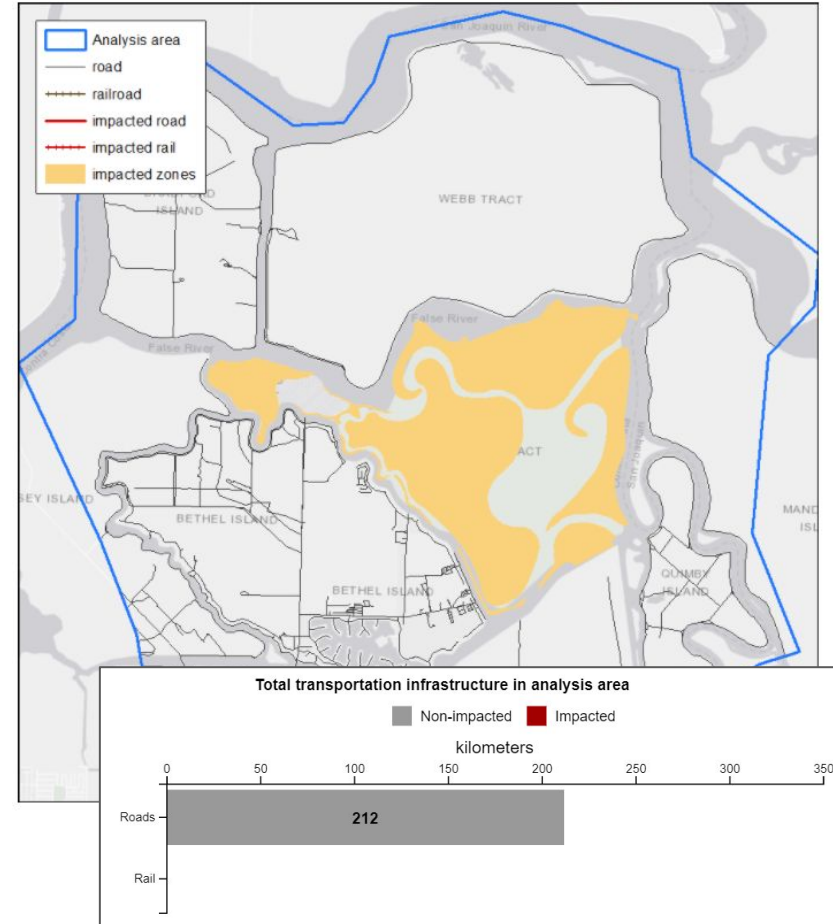 San Joaquin River
Analysis area
road
railroad
impacted road
impacted rail
impacted zones
ISLAND
WEBB TRACT
False River
False River
ACT
San Joaquin
SEY ISLAND
BETHEL ISLAND
MAND
ISL
BETHEL ISLAND
QUIMBY
ISLAND
Total transportation infrastructure in analysis area
Non-impacted
Impacted
kilometers
0 50 100 150 200 250 300 350
Roads
212
Rail